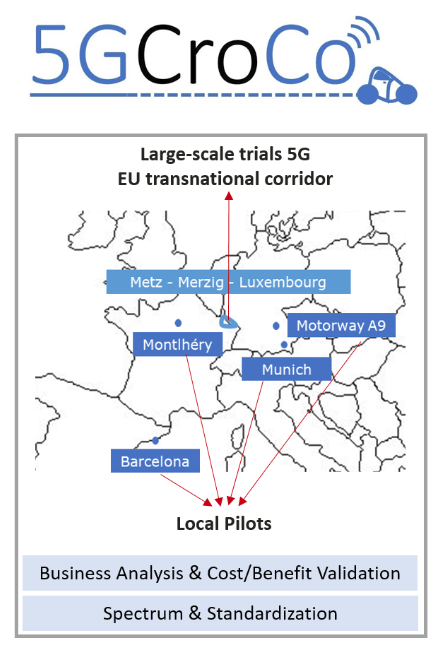 5GCroCo
Large-scale trials 5G
EU transnational corridor
Metz - Merzig - Luxembourg
Motorway A9
Montlhéry
Munich
Barcelona
Local Pilots
Business Analysis & Cost/Benefit Validation
Spectrum & Standardization